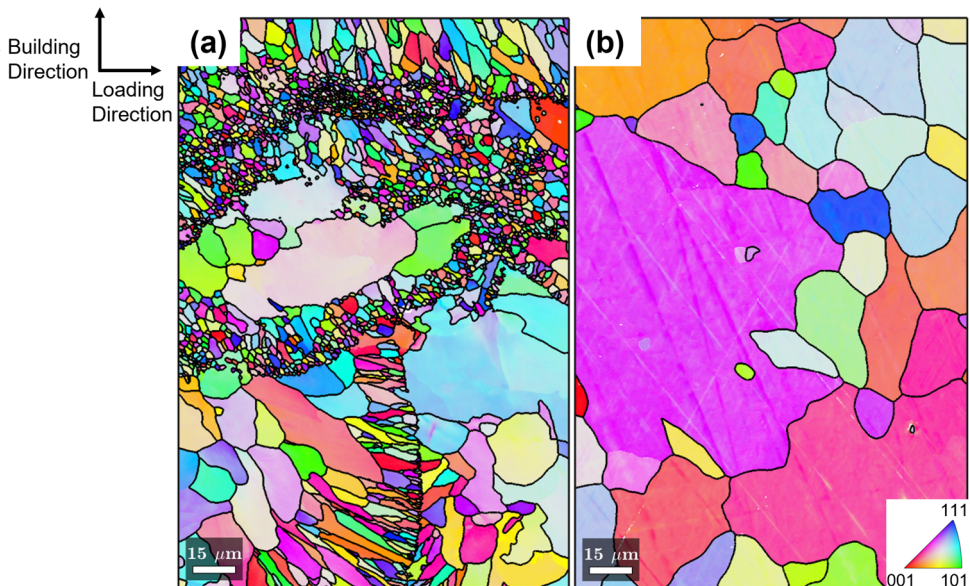 Building
Direction
Loading
Direction
(a)
(b)
15 μm
15 μm
111
001
101